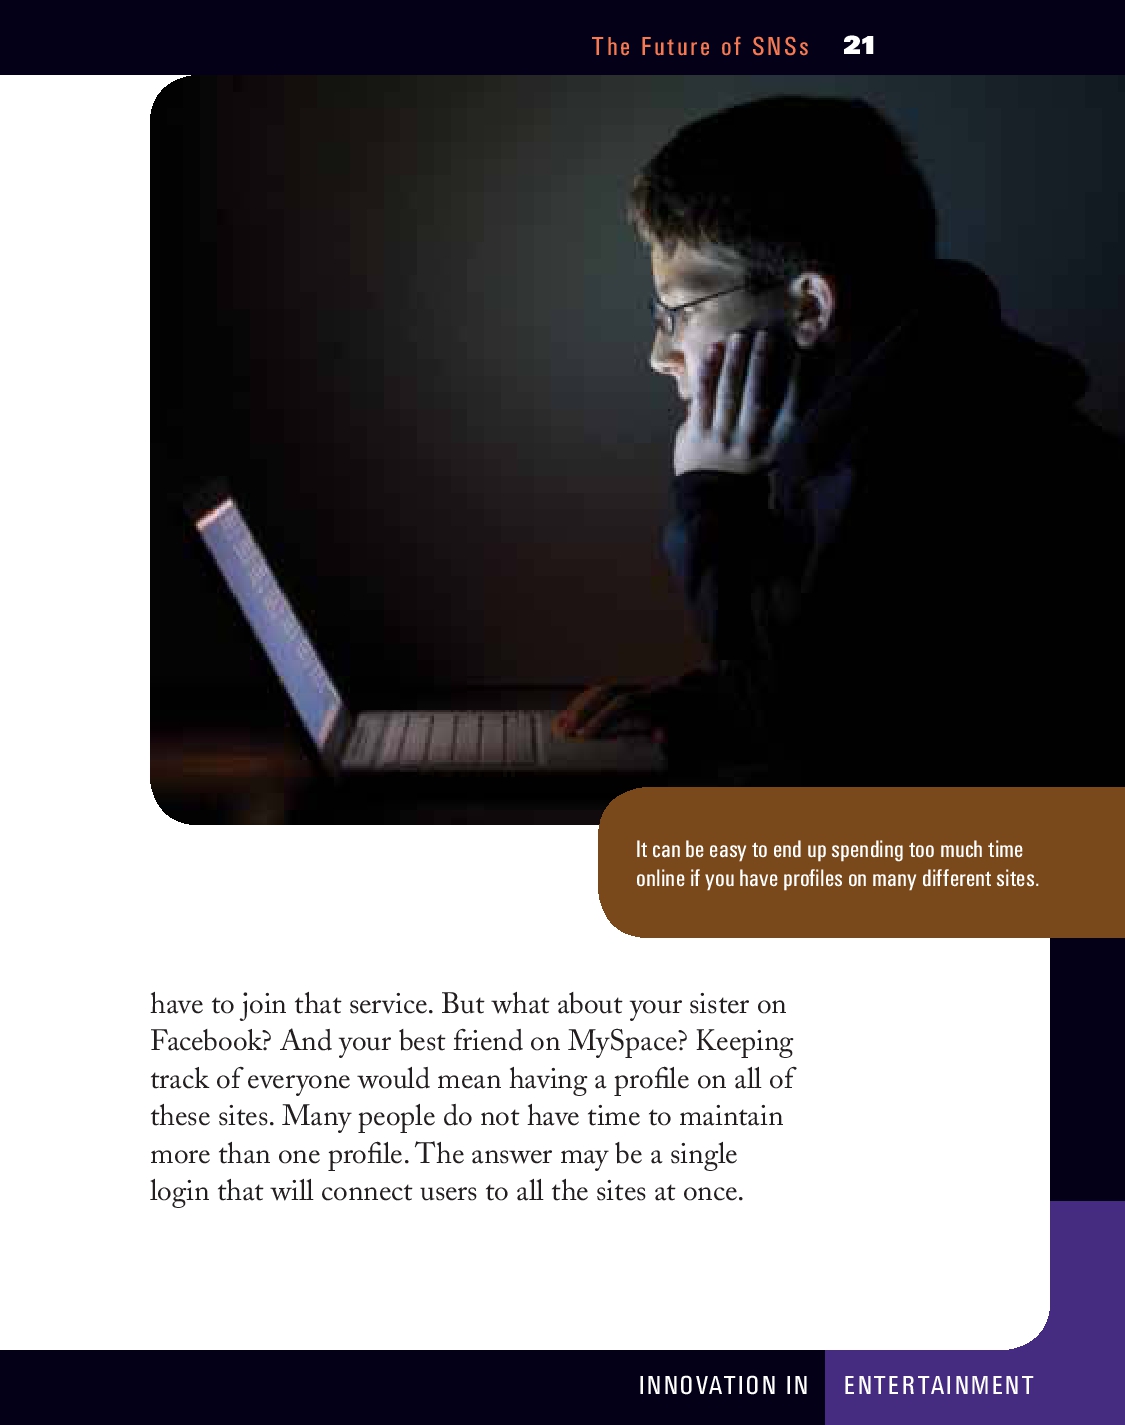 The Future of SNSs 21
It can be easy to end up spending too much time
online if you have profiles on many different sites.
have to join that service. But what about your sister on
Facebook? And your best friend on MySpace? Keeping
track of everyone would mean having a profile on all of
these sites. Many people do not have time to maintain
more than one profile. The answer may be a single
login that will connect users to all the sites at once.
INNOVATION IN ENTERTAINMENT